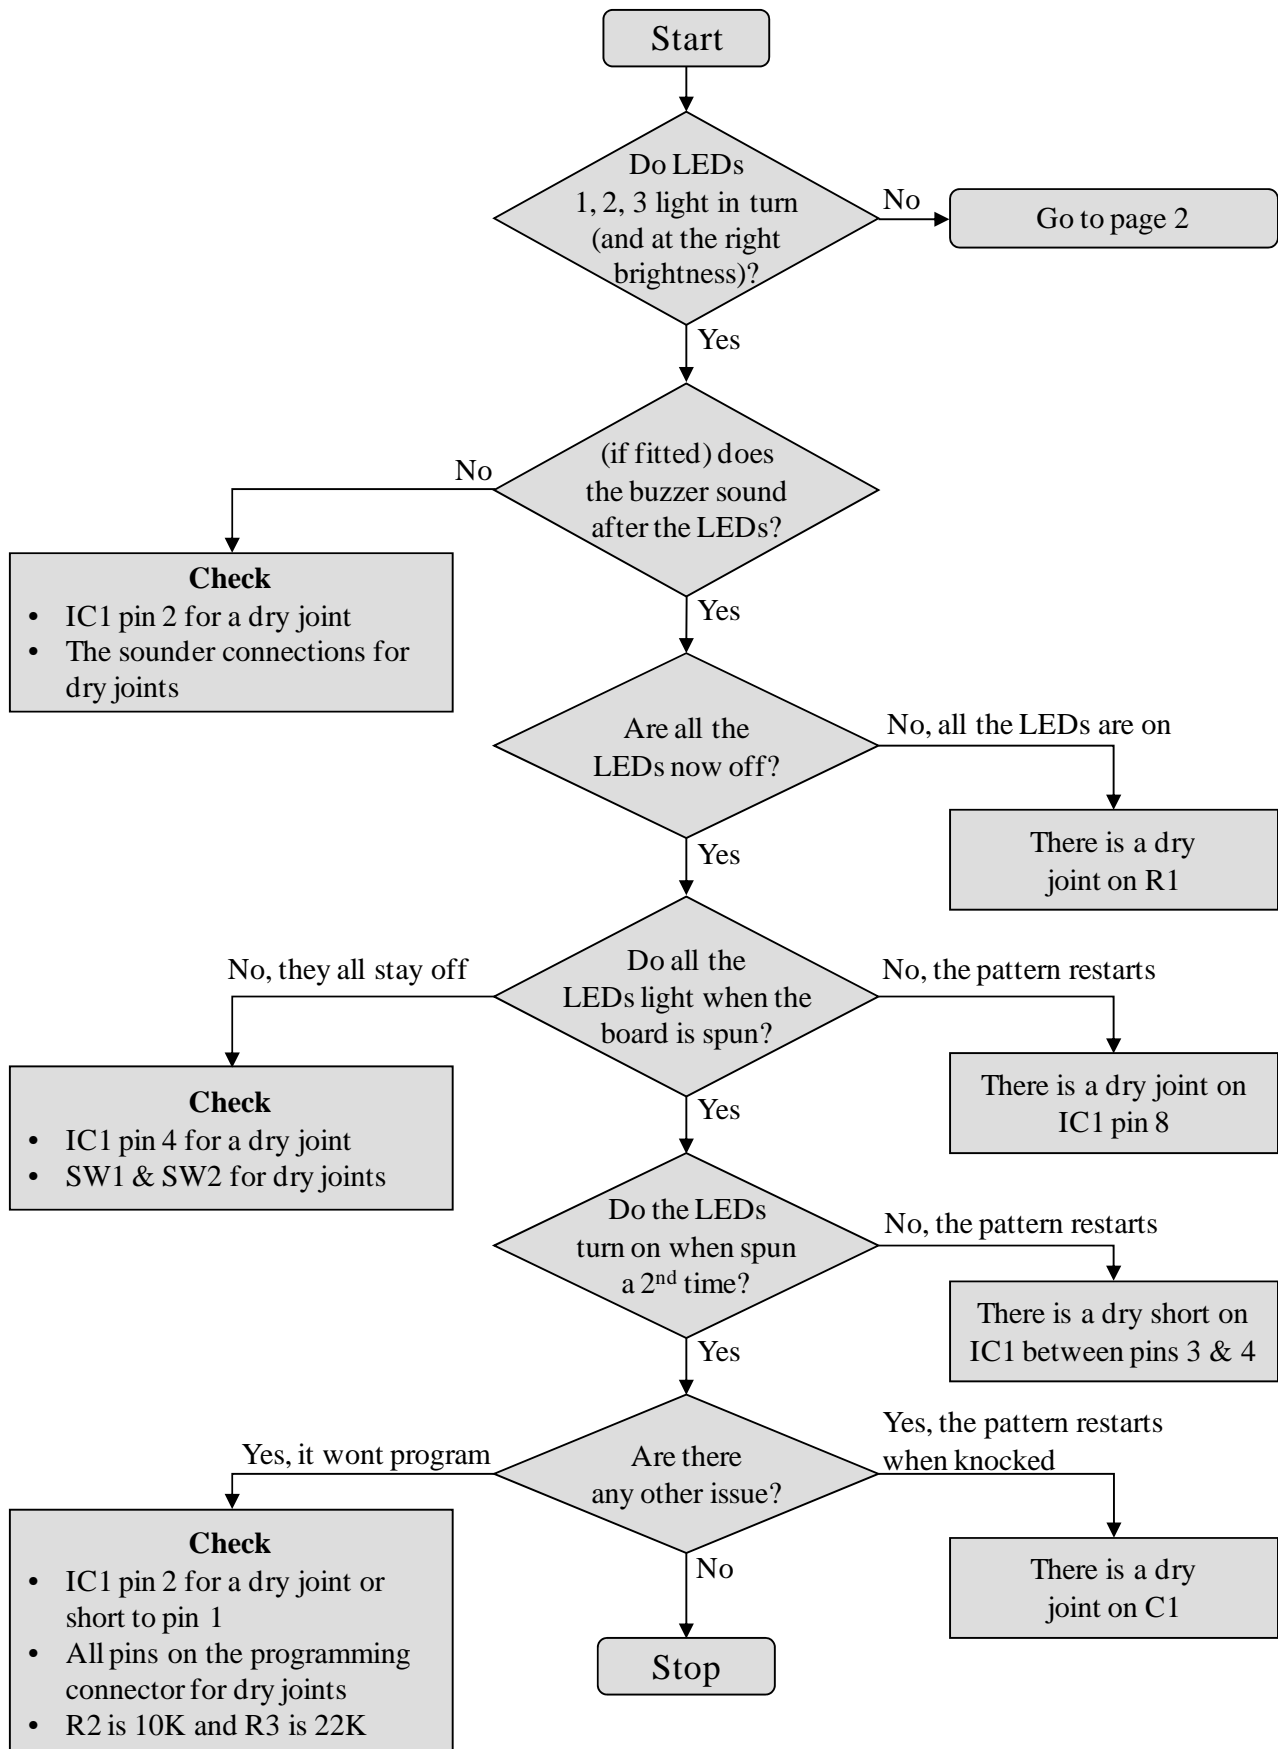 Start
Do LEDs
1, 2, 3 light in turn
(and at the right
brightness)?
No
Go to page 2
Yes
(if fitted) does
the buzzer sound
after the LEDs?
No
Check
• IC1 pin 2 for a dry joint
• The sounder connections for
dry joints
Yes
Are all the
LEDs now off?
No, all the LEDs are on
There is a dry
joint on R1
Yes
Do all the
LEDs light when the
board is spun?
No, they all stay off
No, the pattern restarts
Check
• IC1 pin 4 for a dry joint
• SW1 & SW2 for dry joints
There is a dry joint on
IC1 pin 8
Yes
Do the LEDs
turn on when spun
a 2nd time?
No, the pattern restarts
There is a dry short on
IC1 between pins 3 & 4
Yes
Are there
any other issue?
Yes, it wont program
Yes, the pattern restarts
when knocked
Check
• IC1 pin 2 for a dry joint or
short to pin 1
• All pins on the programming
connector for dry joints
• R2 is 10K and R3 is 22K
There is a dry
joint on C1
No
Stop